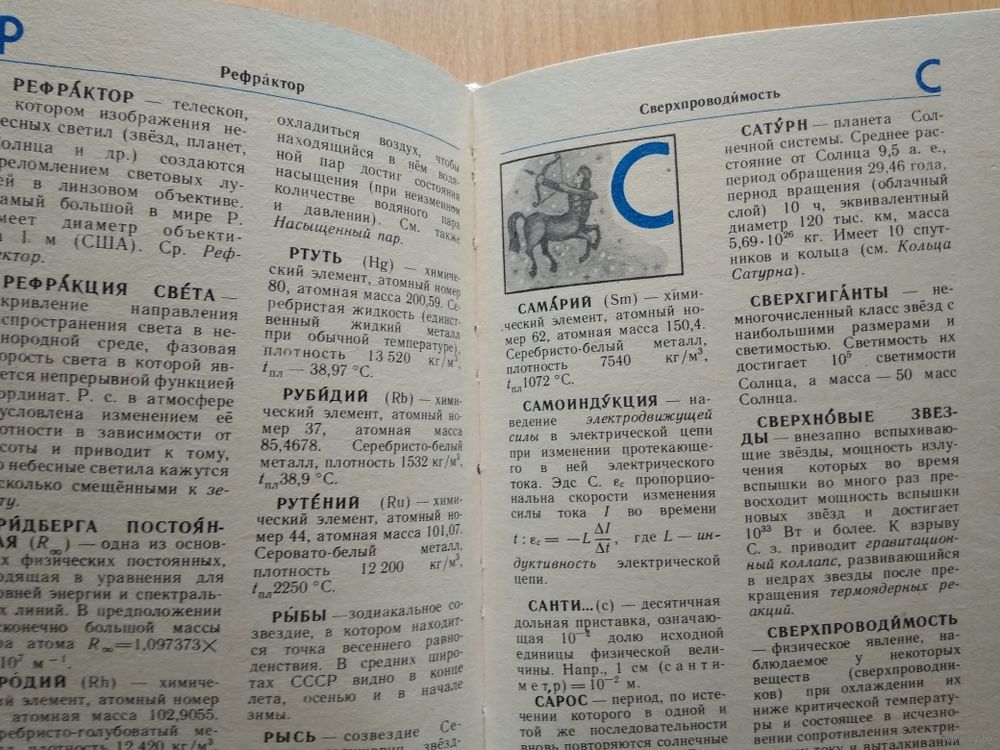 Р
Рефра́ктор
РЕФРА́КТОР — телескоп,
котором изображения не-
есных светил (звёзд, планет,
олнца и др.) создаются
реломлением световых лу-
ей в линзовом объективе.
амый большой в мире Р.
меет диаметр объекти-
1 м (США). Ср. Реф-
ектор.
РЕФРА́КЦИЯ СВЕ́ТА —
кривление направления
спространения света в не-
нородной среде, фазовая
орость света в которой яв-
ется непрерывной функцией
ординат. Р. с. в атмосфере
условлена изменением её
отности в зависимости от
соты и приводит к тому,
о небесные светила кажутся
сколько смещёнными к зе-
ту.
РИ́ДБЕРГА ПОСТОЯ́Н-
АЯ (R∞) — одна из основ-
х физических постоянных,
одящая в уравнения для
овней энергии и спектраль-
х линий. В предположении
сконечно большой массы
ра атома R∞=1,097373×
10⁷ м⁻¹.
РО́ДИЙ (Rh) — химиче-
й элемент, атомный номер
атомная масса 102,9055.
ребристо-голубоватый ме-
плотность 12 420 кг/м³,
охладиться воздух, чтобы
находящийся в нём водя-
ной пар достиг состояния
насыщения (при неизменном
количестве водяного пара
и давлении). См. также
Насыщенный пар.
РТУТЬ (Hg) — химиче-
ский элемент, атомный номер
80, атомная масса 200,59. Се-
ребристая жидкость (единст-
венный жидкий металл
при обычной температуре),
плотность 13 520 кг/м³,
tпл — 38,97 °С.
РУБИ́ДИЙ (Rb) — хими-
ческий элемент, атомный но-
мер 37, атомная масса
85,4678. Серебристо-белый
металл, плотность 1532 кг/м³,
tпл38,9 °С.
РУТЕ́НИЙ (Ru) — хими-
ческий элемент, атомный но-
мер 44, атомная масса 101,07.
Серовато-белый металл,
плотность 12 200 кг/м³,
tпл2250 °С.
РЫ́БЫ — зодиакальное со-
звездие, в котором находит-
ся точка весеннего равно-
денствия. В средних широ-
тах СССР видно в конце
лета, осенью и в начале
зимы.
РЫСЬ — созвездие Се-
Сверхпроводи́мость
С
С
САМА́РИЙ (Sm) — хими-
ческий элемент, атомный но-
мер 62, атомная масса 150,4.
Серебристо-белый металл,
плотность 7540 кг/м³,
tпл1072 °С.
САМОИНДУ́КЦИЯ — на-
ведение электродвижущей
силы в электрической цепи
при изменении протекающе-
го в ней электрического
тока. Эдс С. εc пропорцио-
нальна скорости изменения
силы тока I во времени
t : εc = −L ΔI/Δt, где L — ин-
дуктивность электрической
цепи.
САНТИ... (с) — десятичная
дольная приставка, означаю-
щая 10⁻² долю исходной
единицы физической вели-
чины. Напр., 1 см (санти-
метр) = 10⁻² м.
САРОС — период, по исте-
чении которого в одной и
той же последовательности
вновь повторяются солнечные
САТУ́РН — планета Сол-
нечной системы. Среднее рас-
стояние от Солнца 9,5 а. е.,
период обращения 29,46 года,
период вращения (облачный
слой) 10 ч, эквивалентный
диаметр 120 тыс. км, масса
5,69·10²⁶ кг. Имеет 10 спут-
ников и кольца (см. Кольца
Сатурна).
СВЕРХГИГА́НТЫ — не-
многочисленный класс звёзд с
наибольшими размерами и
светимостью. Светимость их
достигает 10⁵ светимости
Солнца, а масса — 50 масс
Солнца.
СВЕРХНО́ВЫЕ ЗВЕЗ-
ДЫ — внезапно вспыхиваю-
щие звёзды, мощность излу-
чения которых во время
вспышки во много раз пре-
восходит мощность вспышки
новых звёзд и достигает
10³³ Вт и более. К взрыву
С. з. приводит гравитацион-
ный коллапс, развивающийся
в недрах звезды после пре-
кращения термоядерных ре-
акций.
СВЕРХПРОВОДИ́МОСТЬ
— физическое явление, на-
блюдаемое у некоторых
веществ (сверхпроводни-
ков) при охлаждении их
ниже критической температу-
ры и состоящее в исчезно-
вении сопротивления
току и выталкивании